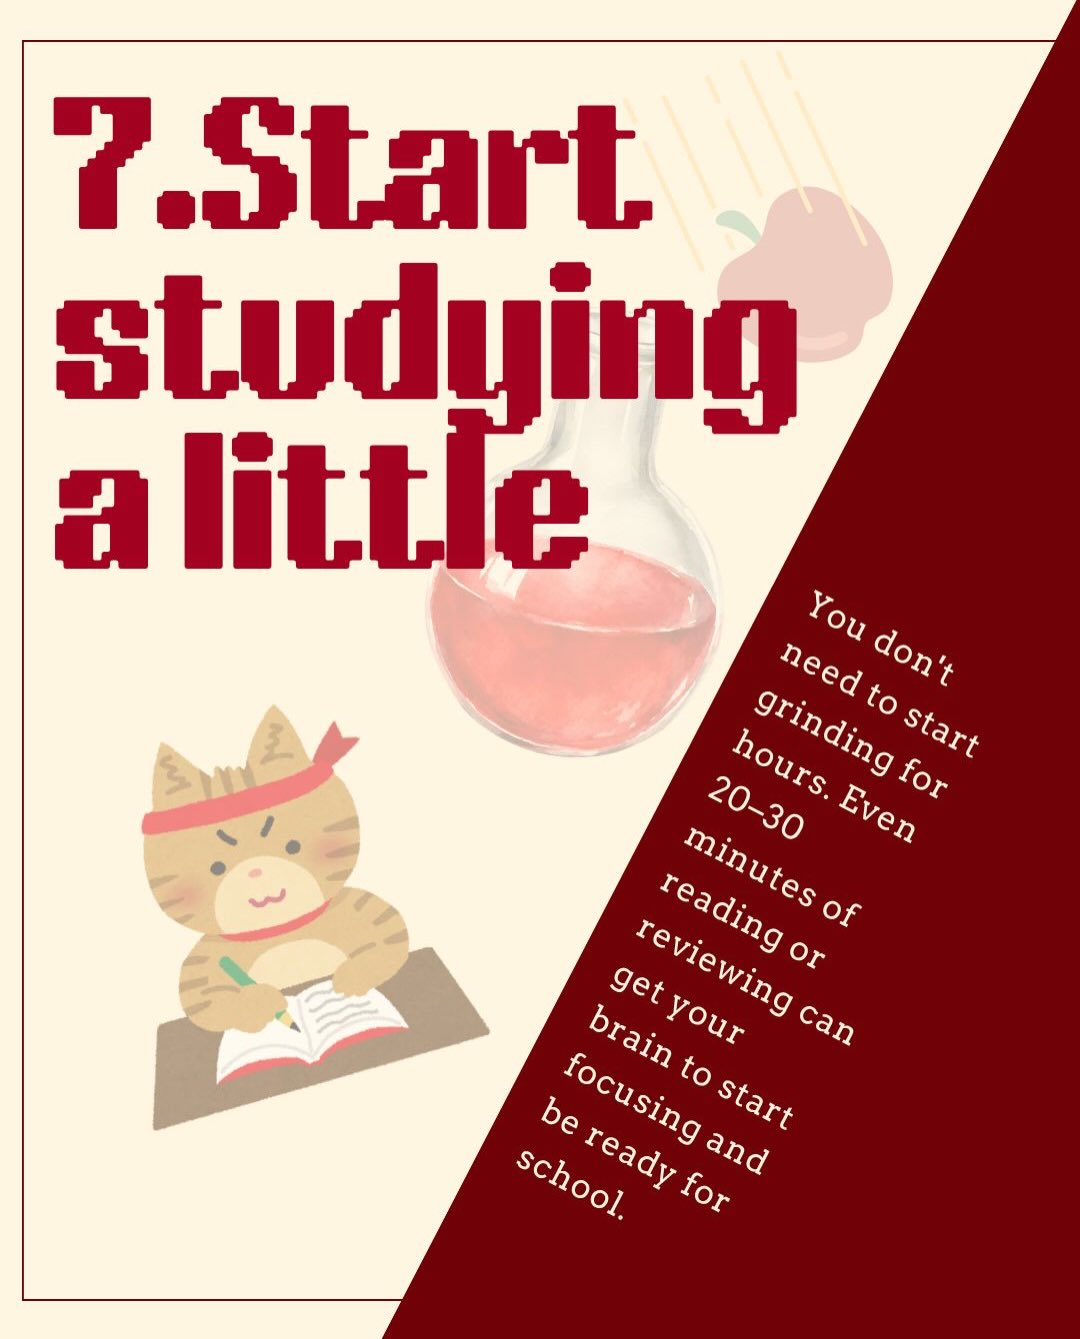 7.Start
studying
a little
You don't
need to start
grinding for
hours. Even
20–30
minutes of
reading or
reviewing can
get your
brain to start
focusing and
be ready for
school.